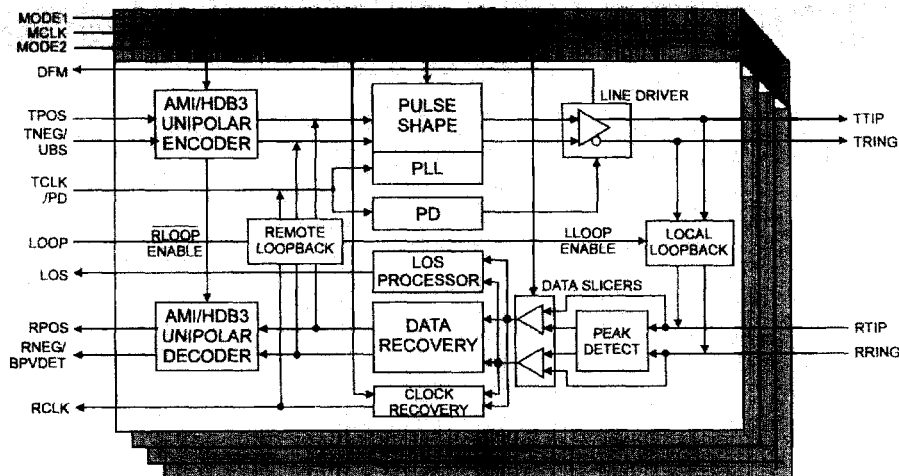 MODE1
MCLK
MODE2
DFM
LINE DRIVER
TPOS
TNEG/
UBS
AMI/HDB3
UNIPOLAR
ENCODER
PULSE
SHAPE
PLL
TTIP
TRING
TCLK
/PD
PD
LOOP
RLOOP
ENABLE
REMOTE
LOOPBACK
LLOOP
ENABLE
LOCAL
LOOPBACK
LOS
LOS
PROCESSOR
DATA SLICERS
RPOS
RNEG/
BPVDET
AMI/HDB3
UNIPOLAR
DECODER
DATA
RECOVERY
PEAK
DETECT
RTIP
RRING
RCLK
CLOCK
RECOVERY